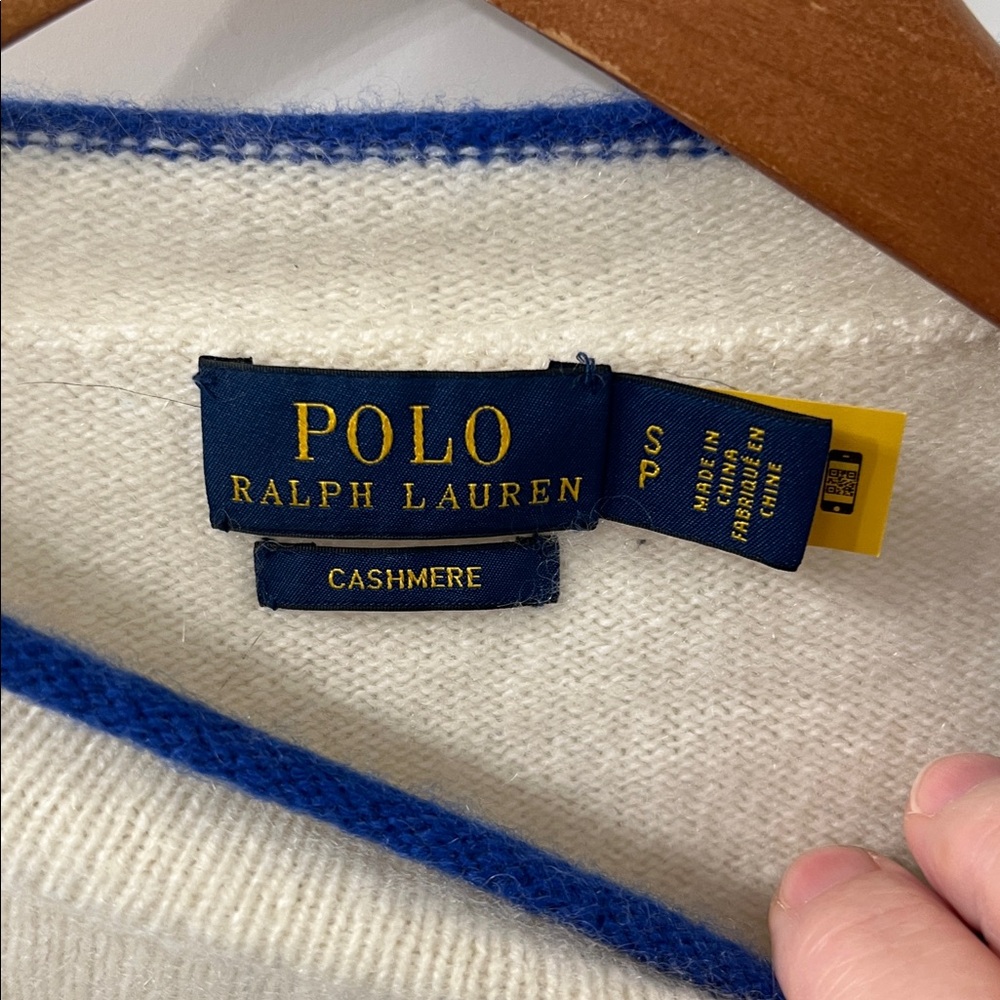 POLO
RALPH LAUREN
CASHMERE
S
P
MADE IN
CHINA
FABRIQUÉ EN
CHINE